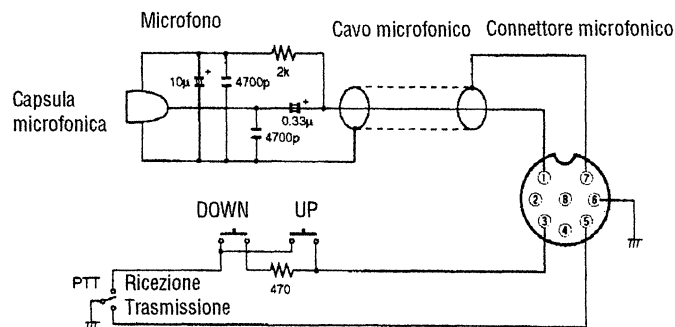 Microfono
Cavo microfonico
Connettore microfonico
2k
10µ
+
4700p
Capsula
microfonica
+
0.33µ
4700p
1
7
2
8
6
3
4
5
DOWN
UP
470
PTT
Ricezione
Trasmissione